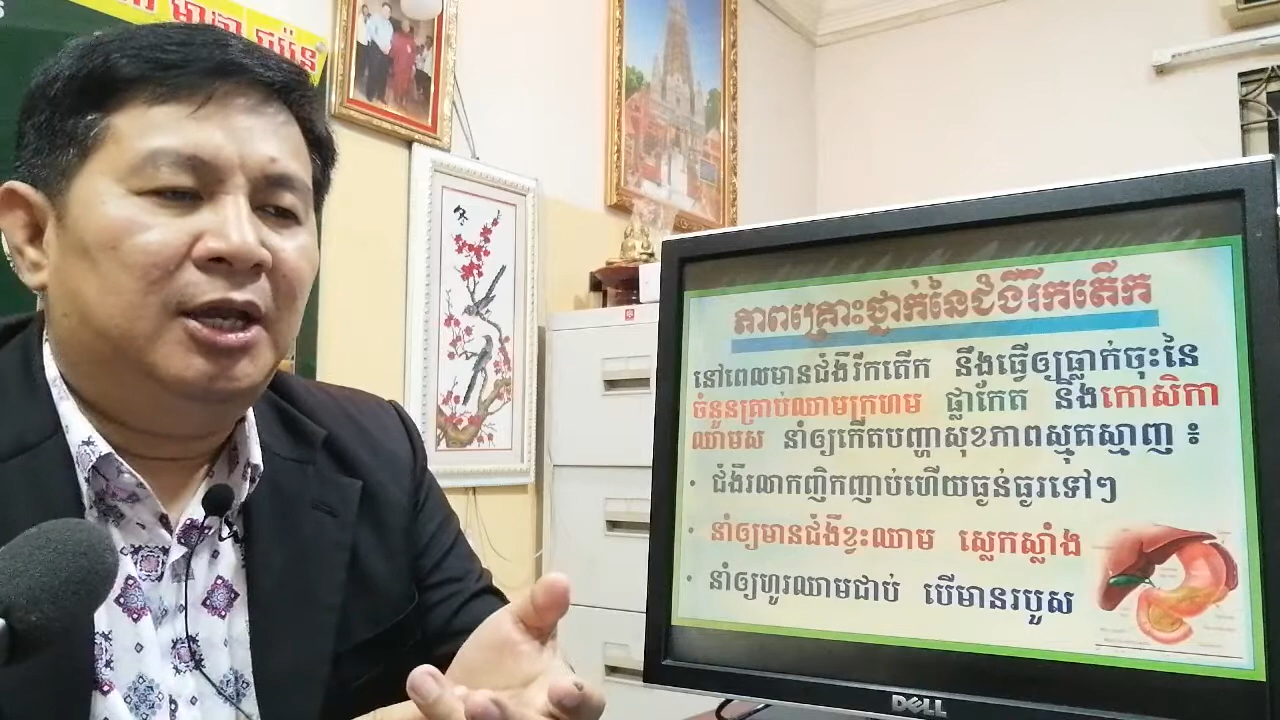 ភាពគ្រោះថ្នាក់នៃជំងឺរីកតើក
នៅពេលមានជំងឺរីកតើក នឹងធ្វើឲ្យធ្លាក់ចុះនៃ
ចំនួនគ្រាប់ឈាមក្រហម ផ្លាកែត និងកោសិកា
ឈាមស នាំឲ្យកើតបញ្ហាសុខភាពស្មុគស្មាញ ៖
• ជំងឺរលាកញឹកញាប់ហើយធ្ងន់ធ្ងរទៅៗ
• នាំឲ្យមានជំងឺខ្វះឈាម ស្លេកស្លាំង
• នាំឲ្យហូរឈាមជាប់ បើមានរបួស
DELL